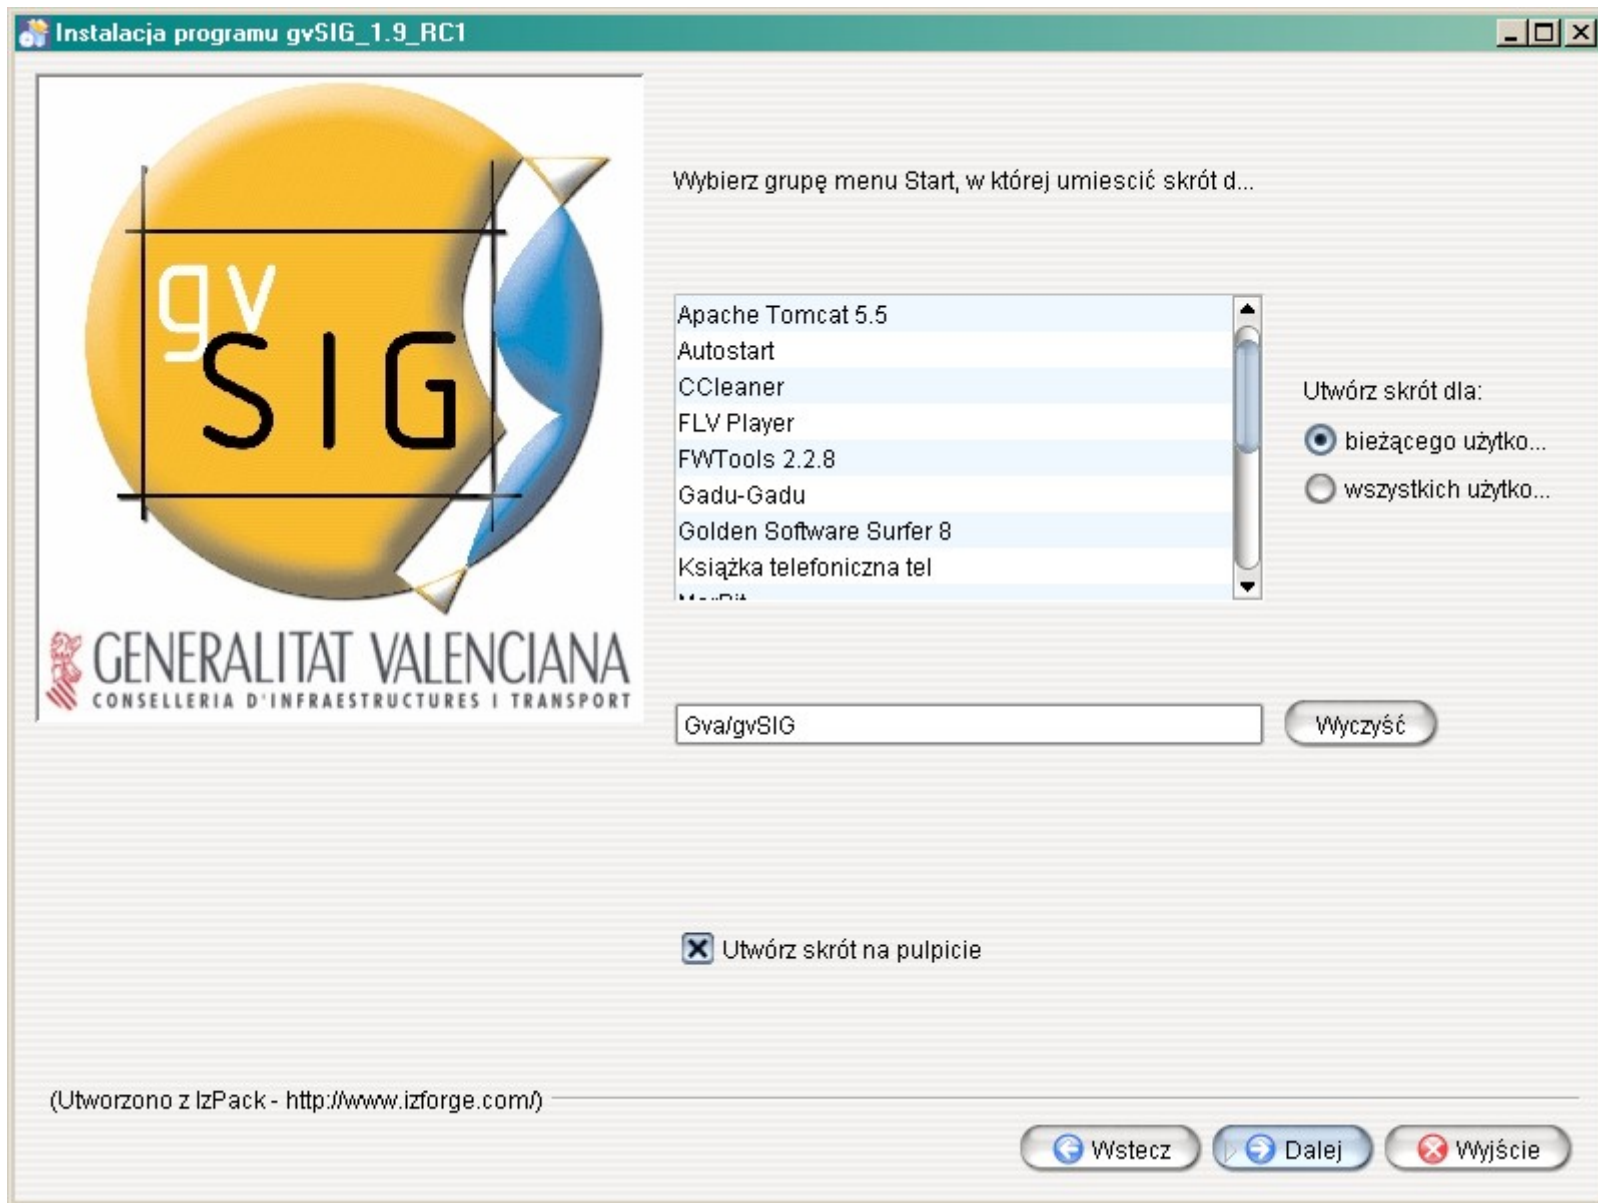 Instalacja programu gvSIG_1.9_RC1
gv
SIG
GENERALITAT VALENCIANA
CONSELLERIA D'INFRAESTRUCTURES I TRANSPORT
Wybierz grupę menu Start, w której umiescić skrót d...
Apache Tomcat 5.5
Autostart
CCleaner
FLV Player
FWTools 2.2.8
Gadu-Gadu
Golden Software Surfer 8
Książka telefoniczna tel
Utwórz skrót dla:
bieżącego użytko...
wszystkich użytko...
Gva/gvSIG
Wyczyść
Utwórz skrót na pulpicie
(Utworzono z IzPack - http://www.izforge.com/)
Wstecz
Dalej
Wyjście